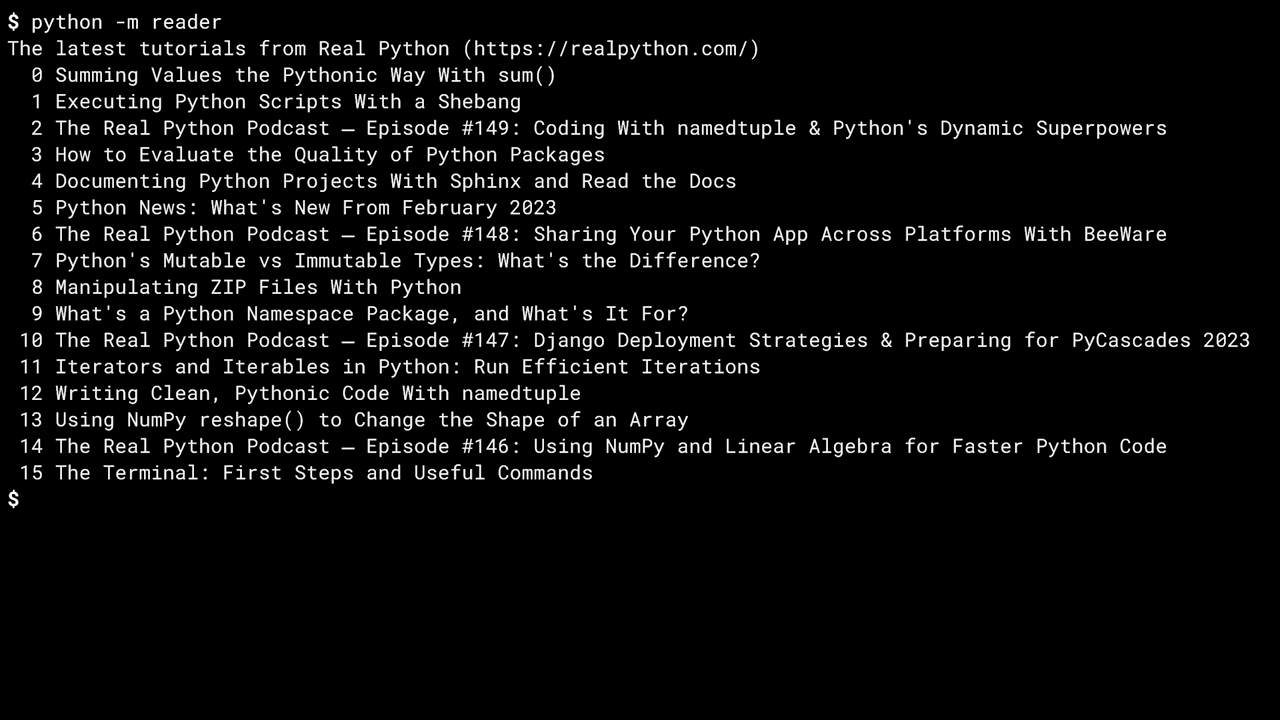 $ python -m reader
The latest tutorials from Real Python (https://realpython.com/)
  0 Summing Values the Pythonic Way With sum()
  1 Executing Python Scripts With a Shebang
  2 The Real Python Podcast – Episode #149: Coding With namedtuple & Python's Dynamic Superpowers
  3 How to Evaluate the Quality of Python Packages
  4 Documenting Python Projects With Sphinx and Read the Docs
  5 Python News: What's New From February 2023
  6 The Real Python Podcast – Episode #148: Sharing Your Python App Across Platforms With BeeWare
  7 Python's Mutable vs Immutable Types: What's the Difference?
  8 Manipulating ZIP Files With Python
  9 What's a Python Namespace Package, and What's It For?
 10 The Real Python Podcast – Episode #147: Django Deployment Strategies & Preparing for PyCascades 2023
 11 Iterators and Iterables in Python: Run Efficient Iterations
 12 Writing Clean, Pythonic Code With namedtuple
 13 Using NumPy reshape() to Change the Shape of an Array
 14 The Real Python Podcast – Episode #146: Using NumPy and Linear Algebra for Faster Python Code
 15 The Terminal: First Steps and Useful Commands
$